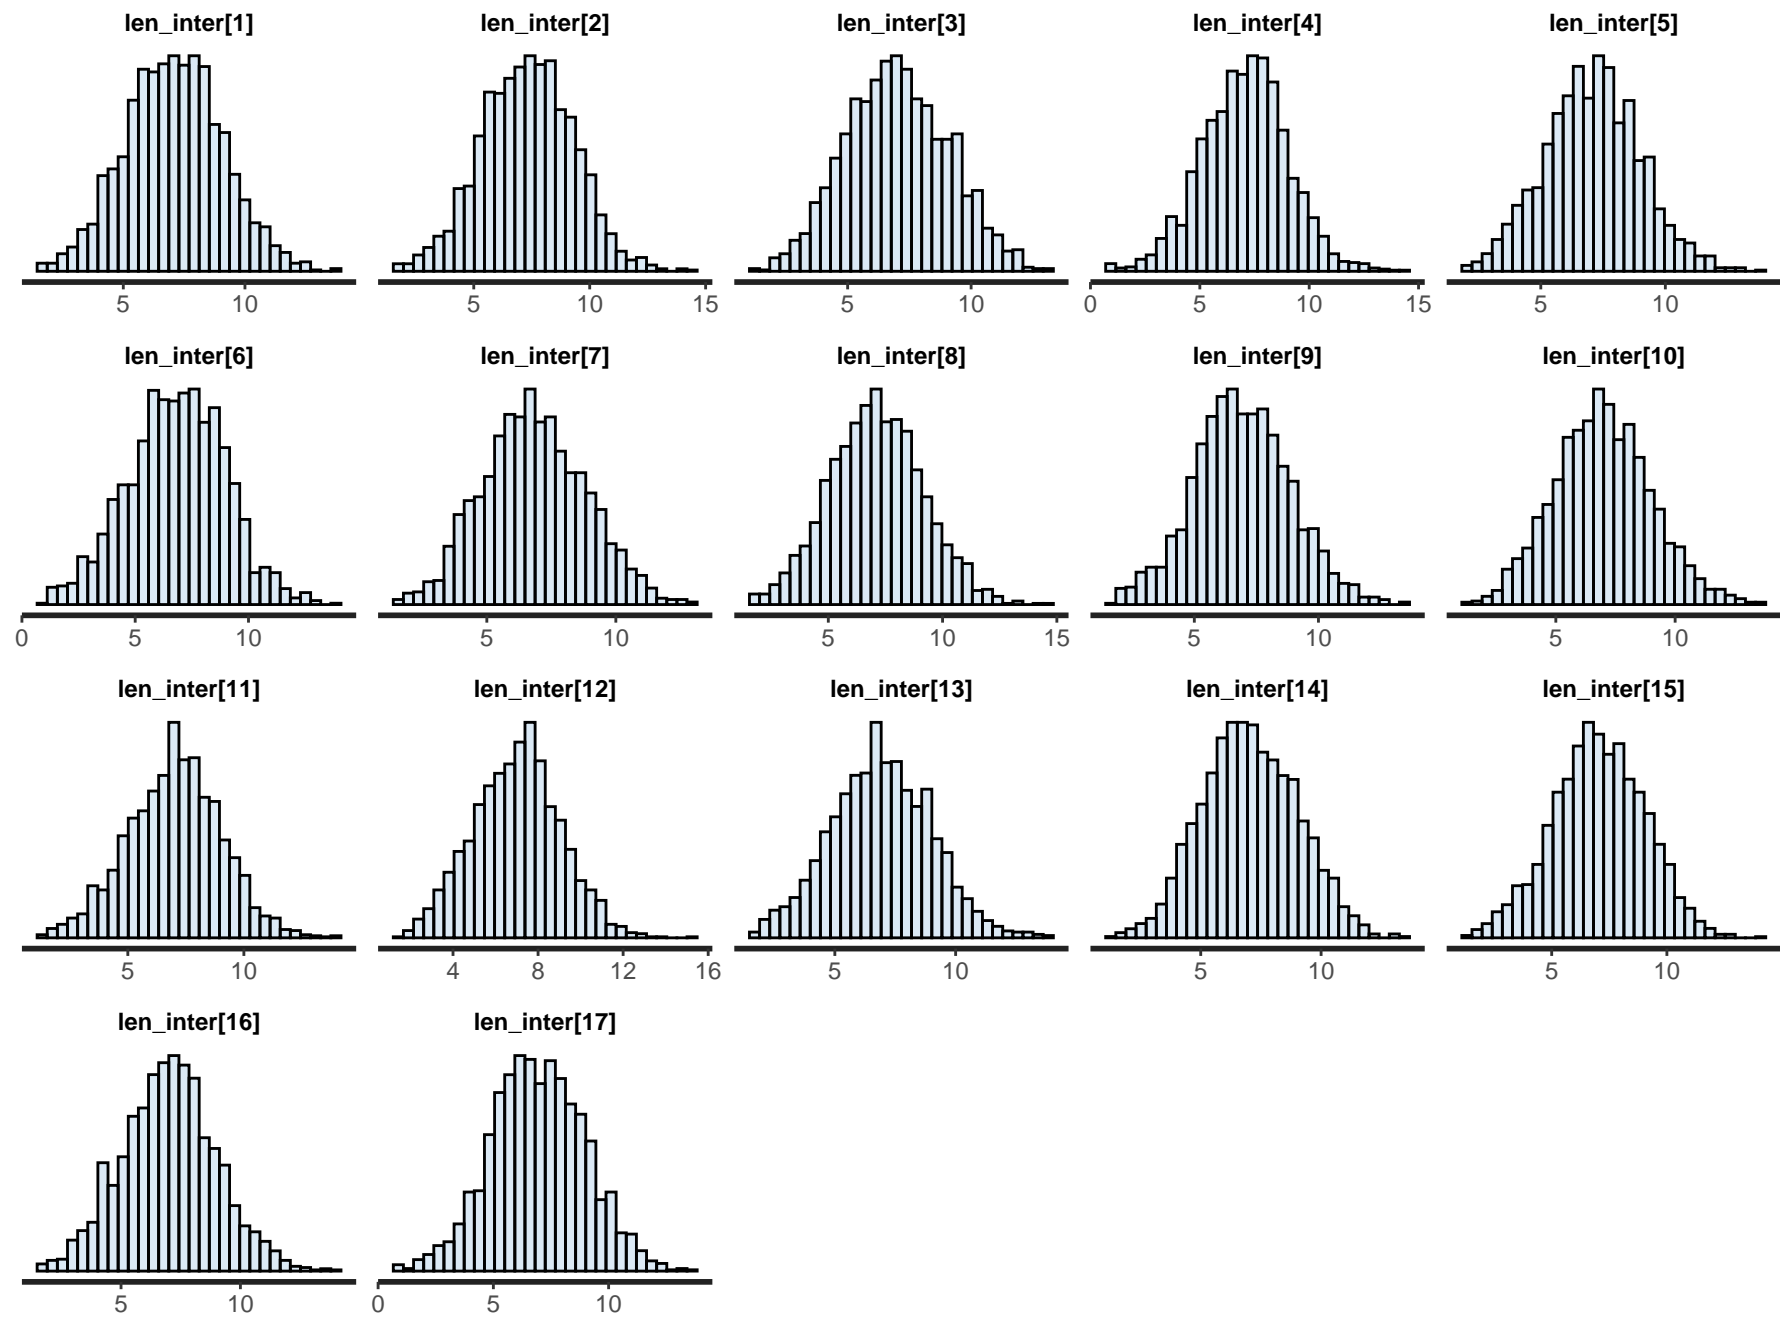 len_inter[1] len_inter[2] len_inter[3] len_inter[4] len_inter[5]
5 10 5 10 15 5 10 0 5 10 15 5 10
len_inter[6] len_inter[7] len_inter[8] len_inter[9] len_inter[10]
0 5 10 5 10 5 10 15 5 10 5 10
len_inter[11] len_inter[12] len_inter[13] len_inter[14] len_inter[15]
5 10 4 8 12 16 5 10 5 10 5 10
len_inter[16] len_inter[17]
5 10 0 5 10